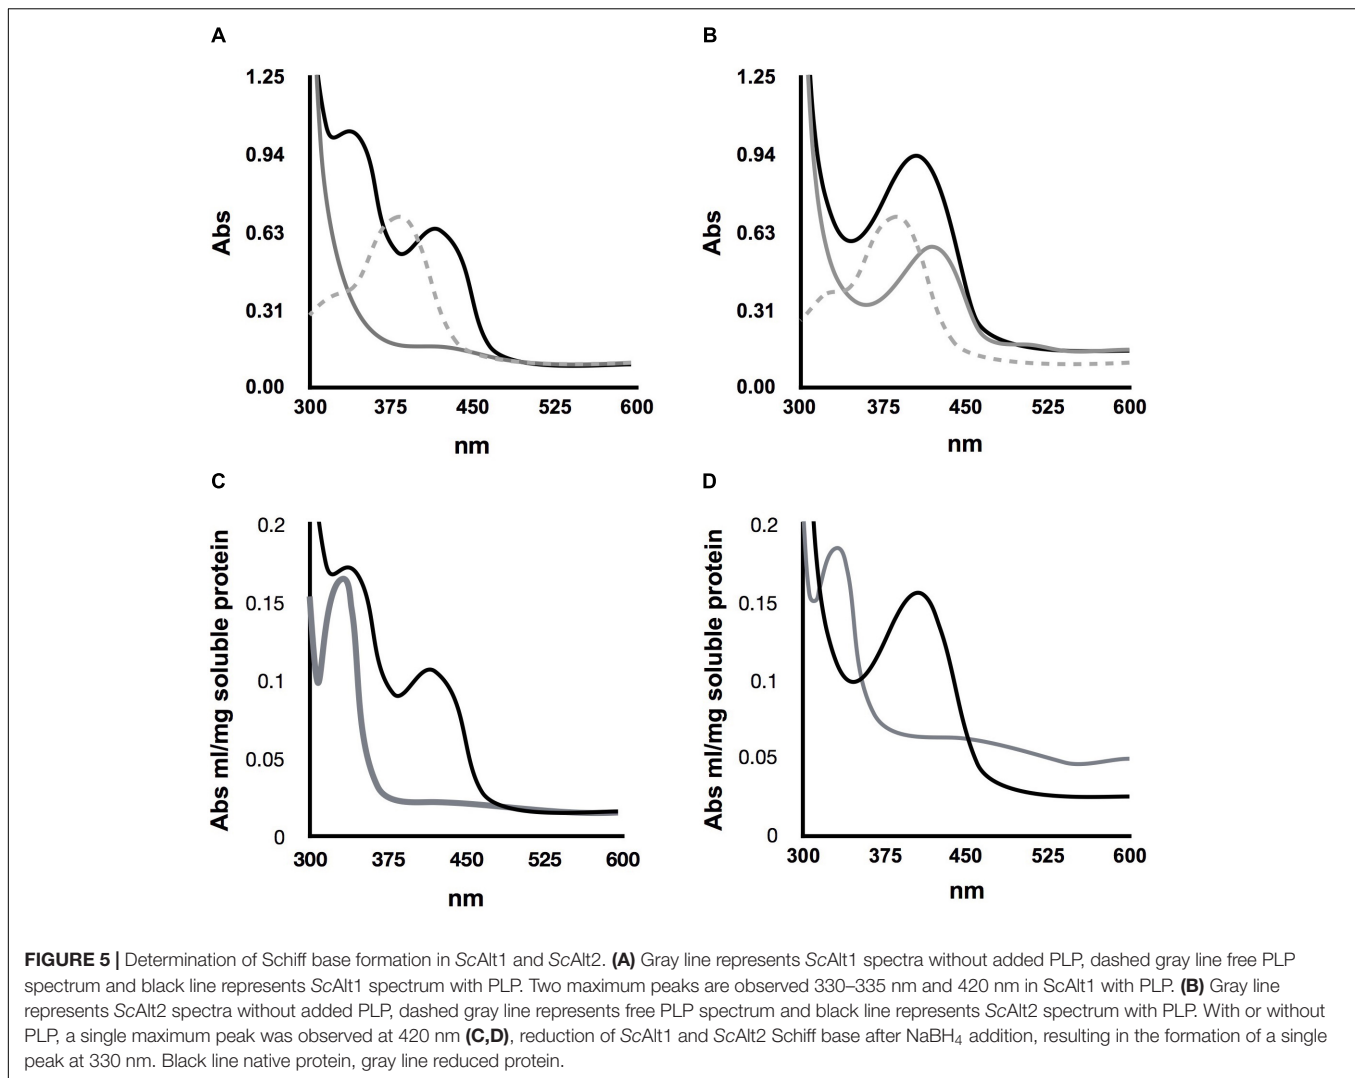 A
B
1.25
0.94
0.63
0.31
0.00
Abs
300 375 450 525 600
nm
1.25
0.94
0.63
0.31
0.00
Abs
300 375 450 525 600
nm
C
D
0.2
0.15
0.1
0.05
0
Abs ml/mg soluble protein
300 375 450 525 600
nm
0.2
0.15
0.1
0.05
0
Abs ml/mg soluble protein
300 375 450 525 600
nm
FIGURE 5 | Determination of Schiff base formation in ScAlt1 and ScAlt2. (A) Gray line represents ScAlt1 spectra without added PLP, dashed gray line free PLP
spectrum and black line represents ScAlt1 spectrum with PLP. Two maximum peaks are observed 330–335 nm and 420 nm in ScAlt1 with PLP. (B) Gray line
represents ScAlt2 spectra without added PLP, dashed gray line represents free PLP spectrum and black line represents ScAlt2 spectrum with PLP. With or without
PLP, a single maximum peak was observed at 420 nm (C,D), reduction of ScAlt1 and ScAlt2 Schiff base after NaBH₄ addition, resulting in the formation of a single
peak at 330 nm. Black line native protein, gray line reduced protein.